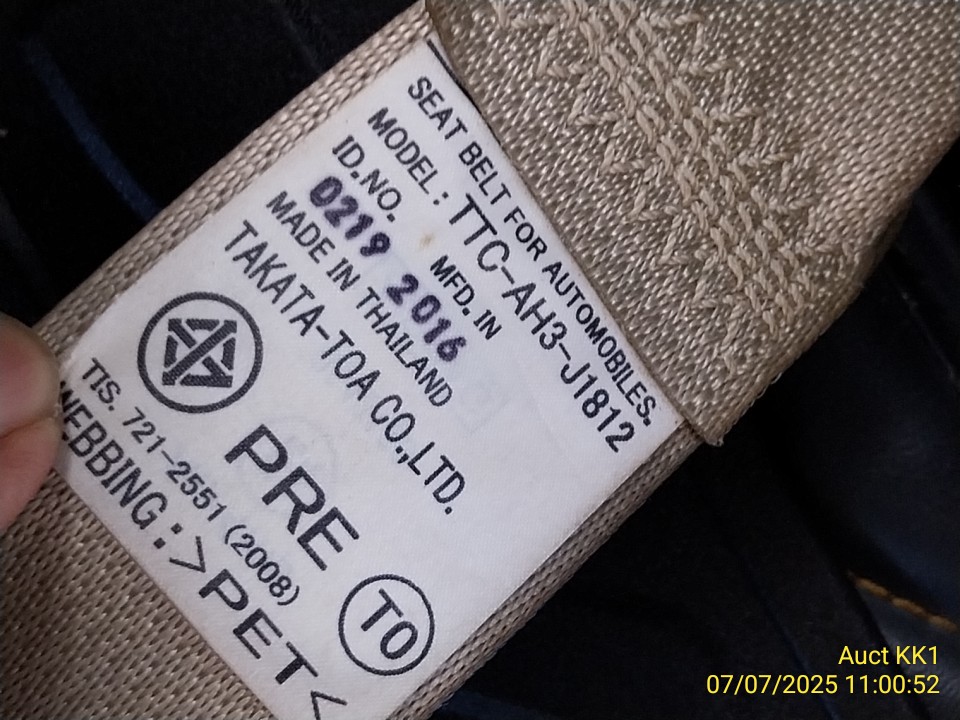 SEAT BELT FOR AUTOMOBILES.
MODEL: TTC-AH3-J1812
ID.NO. MFD. IN
0219 2016
MADE IN THAILAND
TAKATA-TOA CO.,LTD.
PRE
TIS. 721-2551 (2008)
TO
WEBBING : >PET<
Auct KK1
07/07/2025 11:00:52